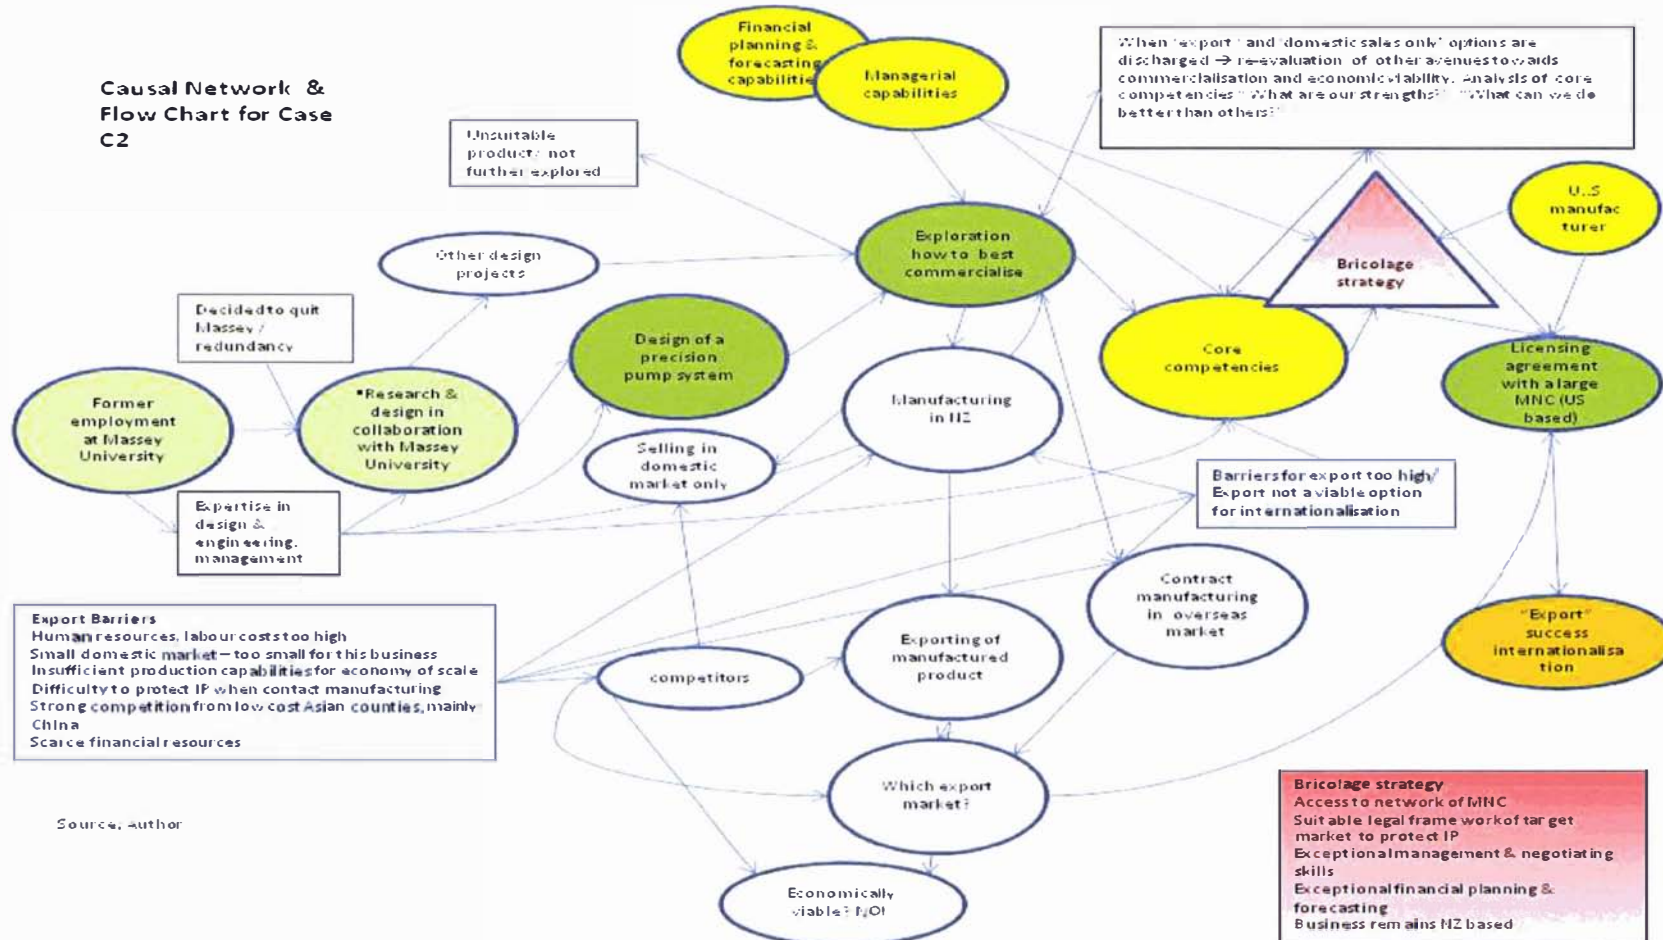 Causal Network &
Flow Chart for Case
C2
Financial
planning &
forecasting
capabilitie
Managerial
capabilities
When "export" and "domestic sales only" options are
discharged → re-evaluation of other avenues towards
commercialisation and economic viability. Analysis of core
competencies "What are our strengths?" "What can we do
better than others?"
Unsuitable
product/ not
further explored
U.S
manufac
turer
Exploration
how to best
commercialise
Other design
projects
Bricolage
strategy
Decided to quit
Massey /
redundancy
Design of a
precision
pump system
Core
competencies
Licensing
agreement
with a large
MNC (US
based)
Former
employment
at Massey
University
▪Research &
design in
collaboration
with Massey
University
Manufacturing
in NZ
Selling in
domestic
market only
Barriers for export too high/
Export not a viable option
for internationalisation
Expertise in
design &
engineering,
management
Export Barriers
Human resources, labour costs too high
Small domestic market – too small for this business
Insufficient production capabilities for economy of scale
Difficulty to protect IP when contact manufacturing
Strong competition from low cost Asian counties, mainly
China
Scarce financial resources
Contract
manufacturing
in overseas
market
Exporting of
manufactured
product
"Export"
success
internationalisa
tion
competitors
Which export
market?
Bricolage strategy
Access to network of MNC
Suitable legal frame work of target
market to protect IP
Exceptional management & negotiating
skills
Exceptional financial planning &
forecasting
Business remains NZ based
Source, Author
Economically
viable? NO!